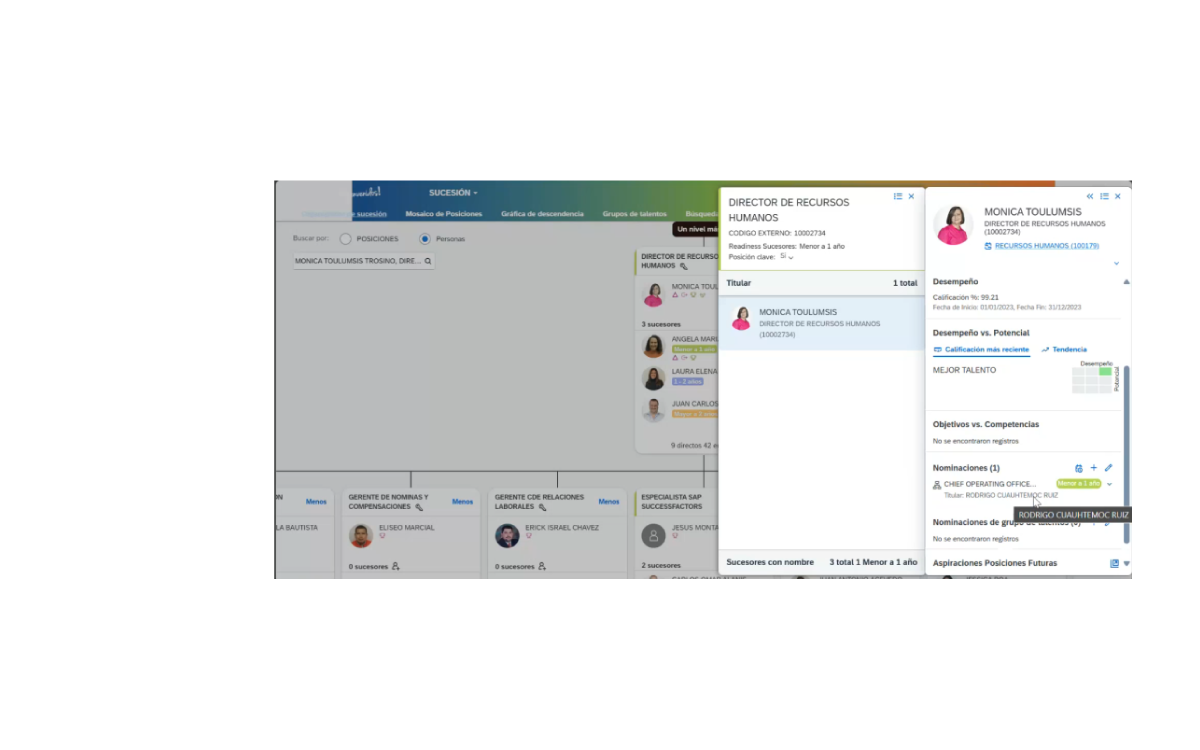 SUCESIÓN
sucesión
Mosaico de Posiciones
Gráfica de descendencia
Grupos de talentos
Búsqueda
Buscar por:
POSICIONES
Personas
MONICA TOULUMSIS TROSINO, DIRE...
Un nivel má
DIRECTOR DE RECURSO
HUMANOS
MONICA TOUL
3 sucesores
ANGELA MARI
Menor a 1 año
LAURA ELENA
1 - 2 años
JUAN CARLOS
Mayor a 2 años
9 directos 42 e
ON
Menos
LA BAUTISTA
GERENTE DE NOMINAS Y
COMPENSACIONES
Menos
ELISEO MARCIAL
0 sucesores
GERENTE CDE RELACIONES
LABORALES
Menos
ERICK ISRAEL CHAVEZ
0 sucesores
ESPECIALISTA SAP
SUCCESSFACTORS
JESUS MONTA
2 sucesores
DIRECTOR DE RECURSOS
HUMANOS
CODIGO EXTERNO: 10002734
Readiness Sucesores: Menor a 1 año
Posición clave: Sí
Titular
1 total
MONICA TOULUMSIS
DIRECTOR DE RECURSOS HUMANOS
(10002734)
Sucesores con nombre
3 total 1 Menor a 1 año
MONICA TOULUMSIS
DIRECTOR DE RECURSOS HUMANOS
(10002734)
RECURSOS HUMANOS (100179)
Desempeño
Calificación %: 99.21
Fecha de Inicio: 01/01/2023, Fecha Fin: 31/12/2023
Desempeño vs. Potencial
Calificación más reciente
Tendencia
MEJOR TALENTO
Desempeño
Potencial
Objetivos vs. Competencias
No se encontraron registros
Nominaciones (1)
CHIEF OPERATING OFFICE...
Menor a 1 año
Titular: RODRIGO CUAUHTEMOC RUIZ
RODRIGO CUAUHTEMOC RUIZ
Nominaciones de grupo de talentos (0)
No se encontraron registros
Aspiraciones Posiciones Futuras